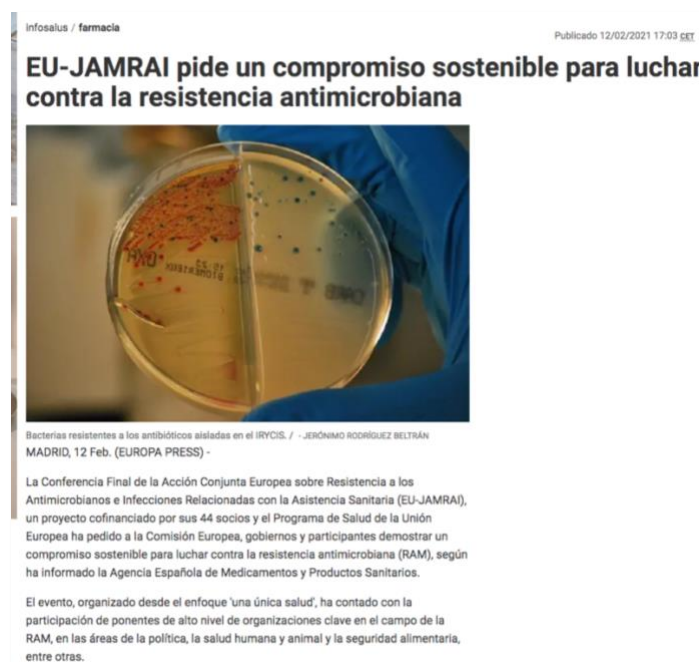 infosalus / farmacia
Publicado 12/02/2021 17:03 CET
EU-JAMRAI pide un compromiso sostenible para luchar
contra la resistencia antimicrobiana
Bacterias resistentes a los antibióticos aisladas en el IRYCIS. / - JERÓNIMO RODRÍGUEZ BELTRÁN
MADRID, 12 Feb. (EUROPA PRESS) -
La Conferencia Final de la Acción Conjunta Europea sobre Resistencia a los
Antimicrobianos e Infecciones Relacionadas con la Asistencia Sanitaria (EU-JAMRAI),
un proyecto cofinanciado por sus 44 socios y el Programa de Salud de la Unión
Europea ha pedido a la Comisión Europea, gobiernos y participantes demostrar un
compromiso sostenible para luchar contra la resistencia antimicrobiana (RAM), según
ha informado la Agencia Española de Medicamentos y Productos Sanitarios.
El evento, organizado desde el enfoque 'una única salud', ha contado con la
participación de ponentes de alto nivel de organizaciones clave en el campo de la
RAM, en las áreas de la política, la salud humana y animal y la seguridad alimentaria,
entre otras.